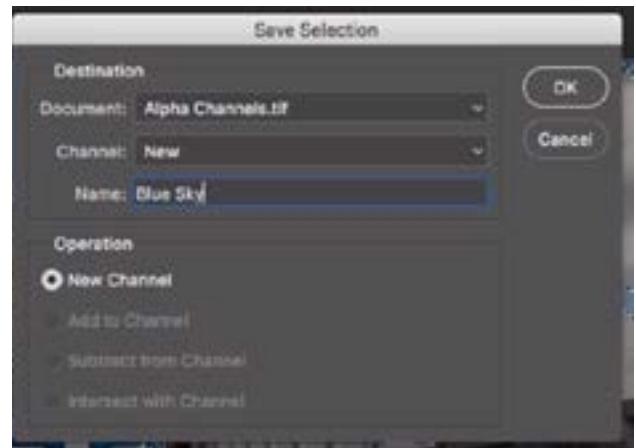 Save Selection
Destination
Document: Alpha Channels.tif
Channel: New
Name: Blue Sky
OK
Cancel
Operation
New Channel
Add to Channel
Subtract from Channel
Intersect with Channel